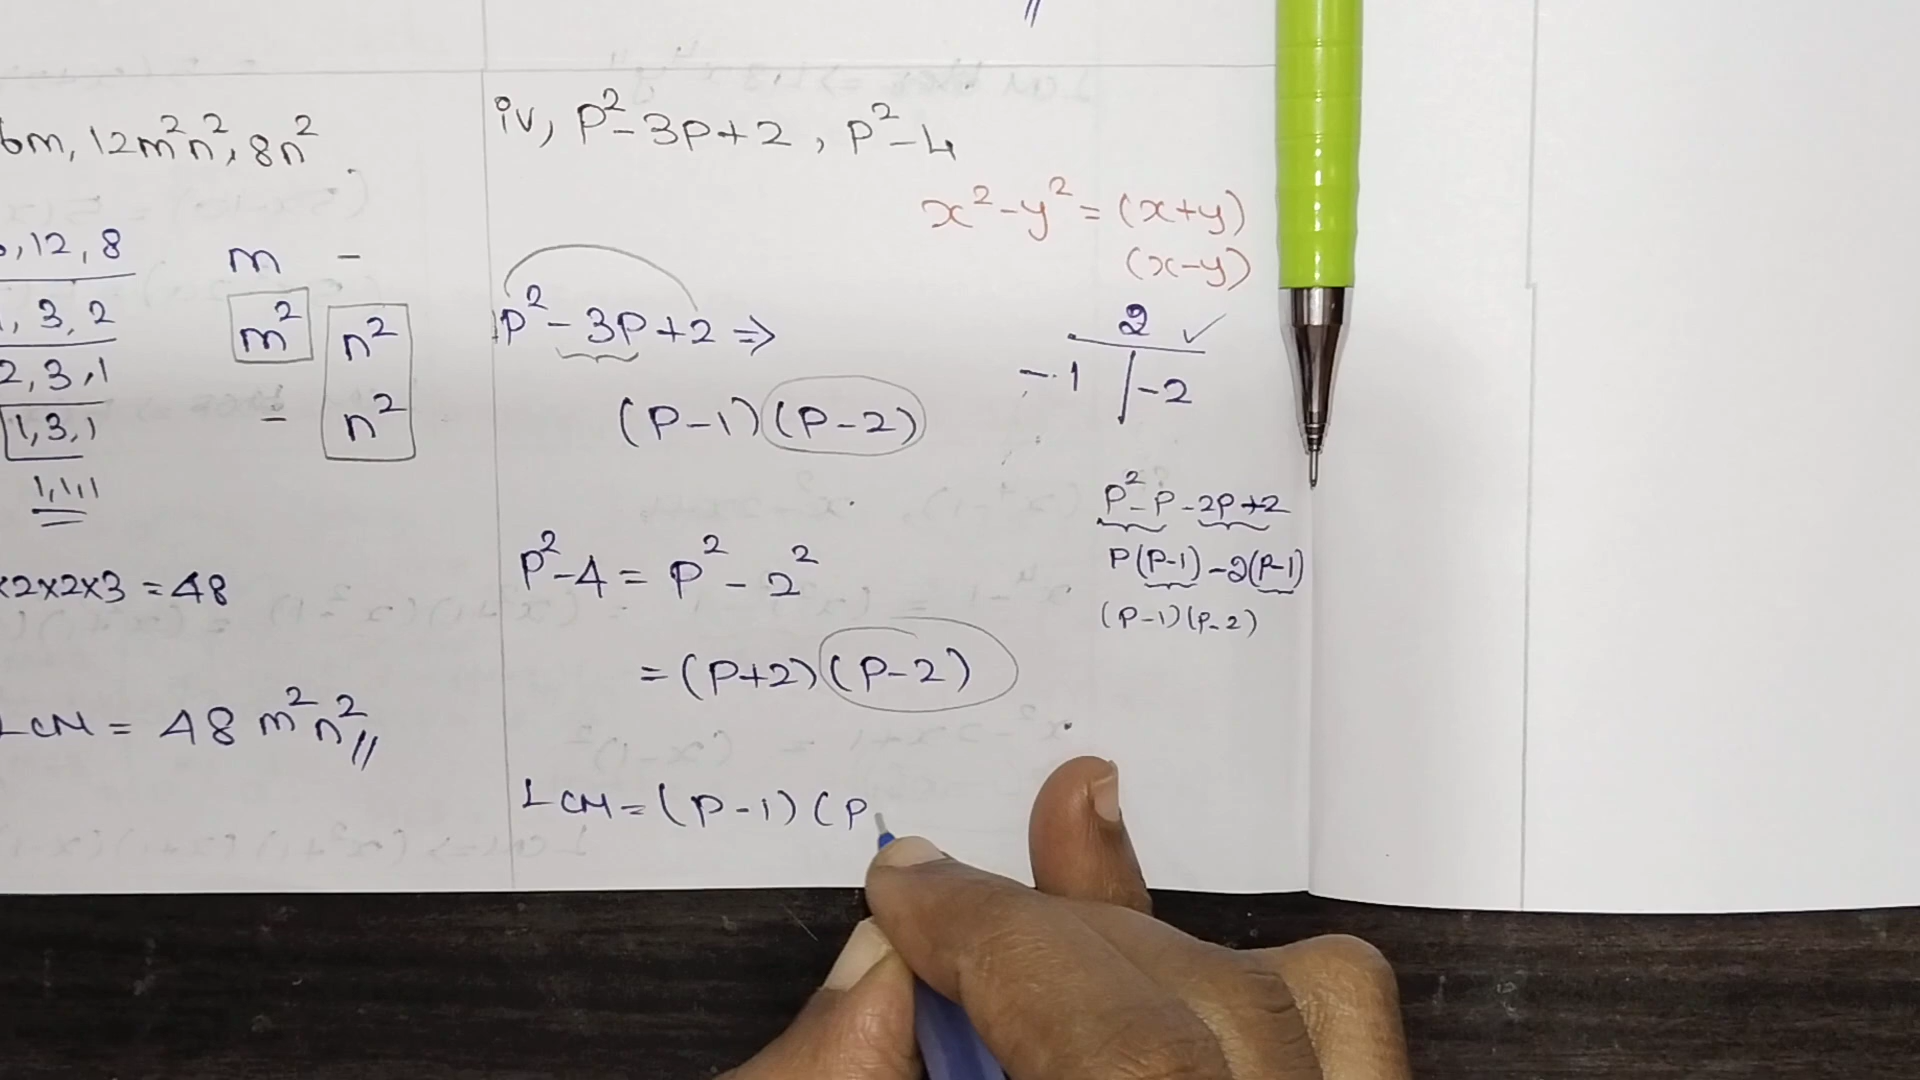 6m, 12m²n², 8n²
, 12, 8
, 3, 2
2, 3, 1
1, 3, 1
1, 1, 1
m -
m² n²
- n²
×2×2×3 = 48
LCM = 48 m²n²//
iv, p²-3p+2, p²-4
x²-y² = (x+y)
(x-y)
p²-3p+2 ⇒
(p-1)(p-2)
2 ✓
-1 -2
p²-p-2p+2
p(p-1)-2(p-1)
(p-1)(p-2)
p²-4 = p²-2²
= (p+2)(p-2)
LCM = (p-1)(p